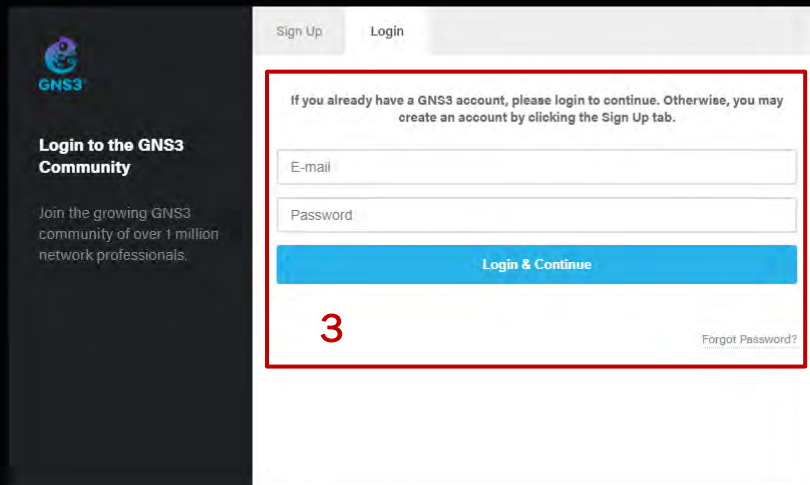 GNS3
Login to the GNS3
Community
Join the growing GNS3
community of over 1 million
network professionals.
Sign Up
Login
If you already have a GNS3 account, please login to continue. Otherwise, you may
create an account by clicking the Sign Up tab.
E-mail
Password
Login & Continue
3
Forgot Password?